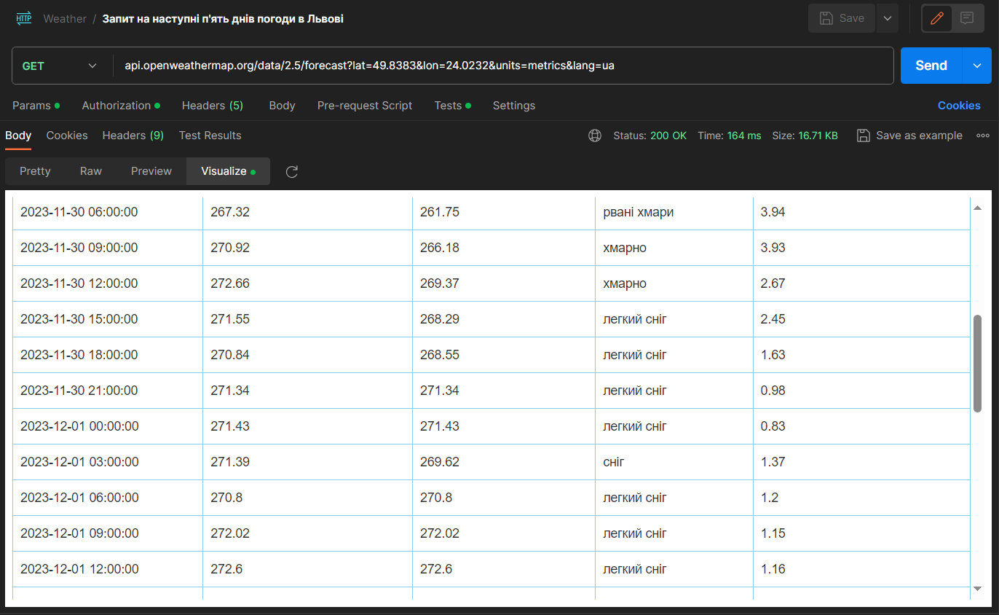 HTTP Weather / Запит на наступні п'ять днів погоди в Львові Save
GET api.openweathermap.org/data/2.5/forecast?lat=49.8383&lon=24.0232&units=metrics&lang=ua Send
Params Authorization Headers (5) Body Pre-request Script Tests Settings Cookies
Body Cookies Headers (9) Test Results Status: 200 OK Time: 164 ms Size: 16.71 KB Save as example
Pretty Raw Preview Visualize
2023-11-30 06:00:00 267.32 261.75 рвані хмари 3.94
2023-11-30 09:00:00 270.92 266.18 хмарно 3.93
2023-11-30 12:00:00 272.66 269.37 хмарно 2.67
2023-11-30 15:00:00 271.55 268.29 легкий сніг 2.45
2023-11-30 18:00:00 270.84 268.55 легкий сніг 1.63
2023-11-30 21:00:00 271.34 271.34 легкий сніг 0.98
2023-12-01 00:00:00 271.43 271.43 легкий сніг 0.83
2023-12-01 03:00:00 271.39 269.62 сніг 1.37
2023-12-01 06:00:00 270.8 270.8 легкий сніг 1.2
2023-12-01 09:00:00 272.02 272.02 легкий сніг 1.15
2023-12-01 12:00:00 272.6 272.6 легкий сніг 1.16